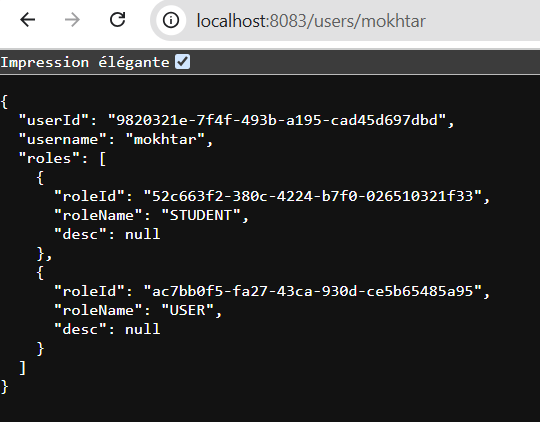 localhost:8083/users/mokhtar
Impression élégante
{
  "userId": "9820321e-7f4f-493b-a195-cad45d697dbd",
  "username": "mokhtar",
  "roles": [
    {
      "roleId": "52c663f2-380c-4224-b7f0-026510321f33",
      "roleName": "STUDENT",
      "desc": null
    },
    {
      "roleId": "ac7bb0f5-fa27-43ca-930d-ce5b65485a95",
      "roleName": "USER",
      "desc": null
    }
  ]
}